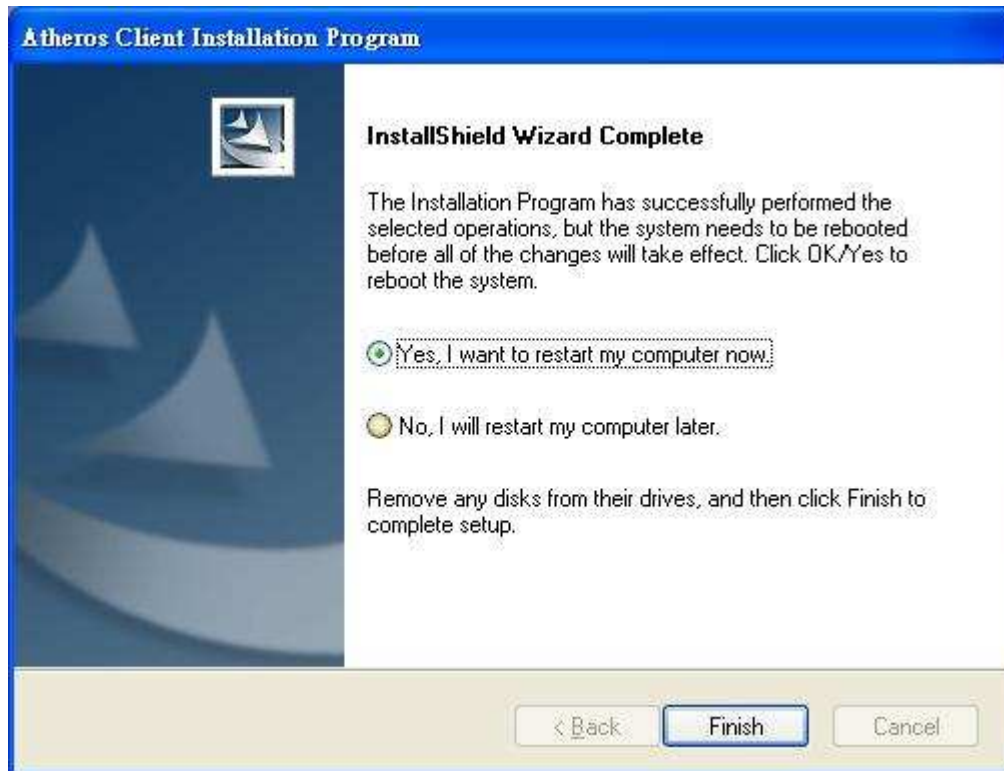 Atheros Client Installation Program
InstallShield Wizard Complete
The Installation Program has successfully performed the
selected operations, but the system needs to be rebooted
before all of the changes will take effect. Click OK/Yes to
reboot the system.
Yes, I want to restart my computer now.
No, I will restart my computer later.
Remove any disks from their drives, and then click Finish to
complete setup.
< Back Finish Cancel